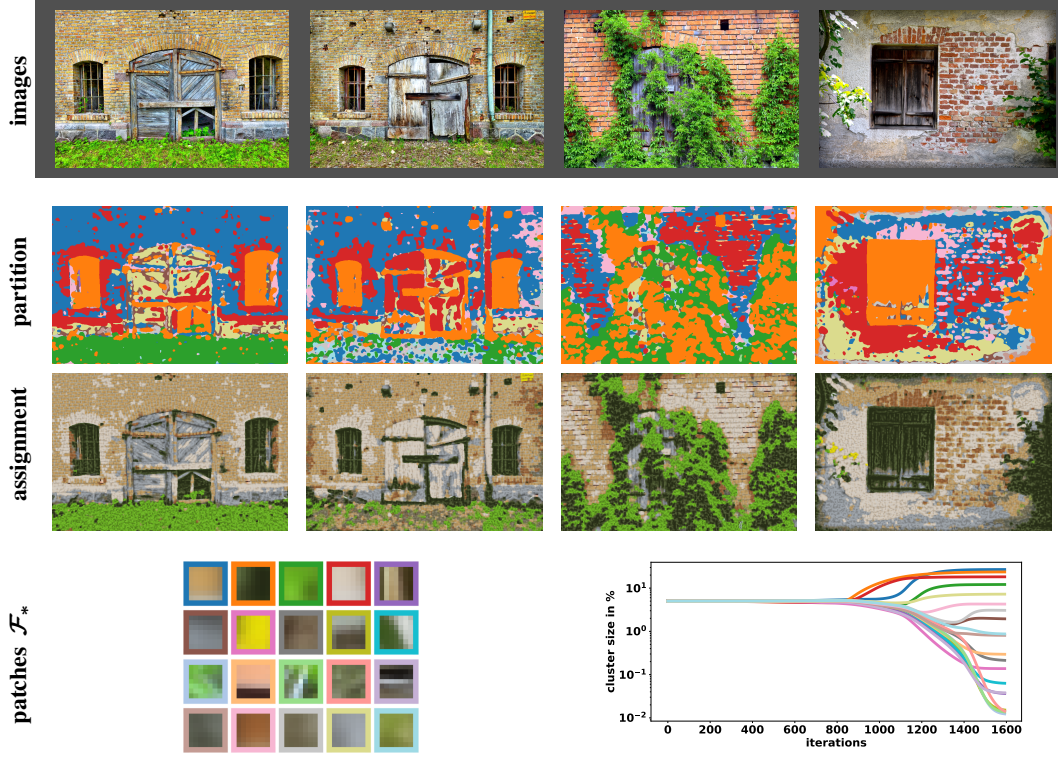 images
partition
assignment
patches 𝓕*
cluster size in %
10¹
10⁰
10⁻¹
10⁻²
0 200 400 600 800 1000 1200 1400 1600
iterations